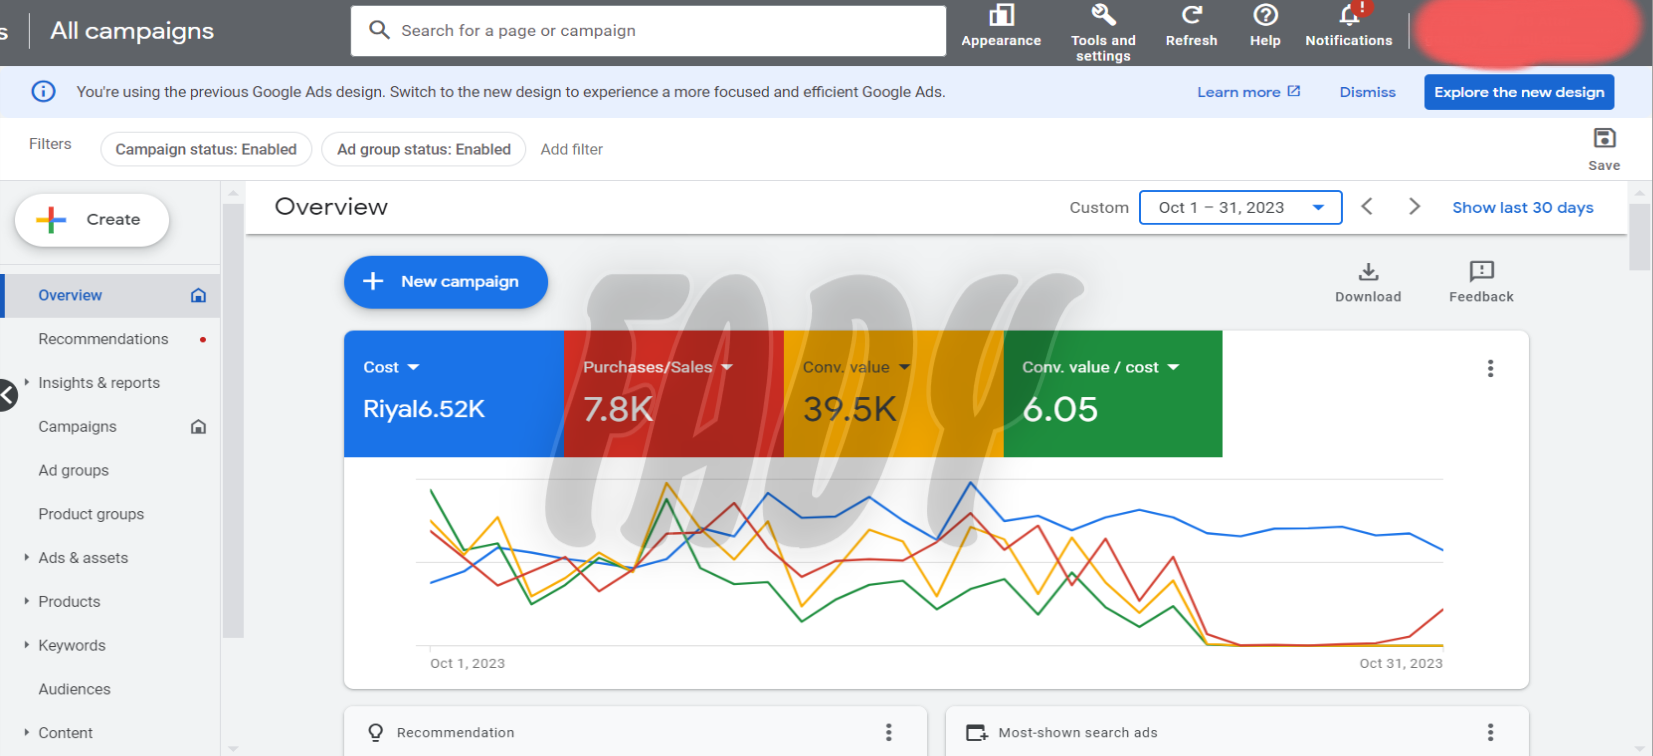 s
All campaigns
Search for a page or campaign
Appearance
Tools and
settings
Refresh
Help
!
Notifications
You're using the previous Google Ads design. Switch to the new design to experience a more focused and efficient Google Ads.
Learn more
Dismiss
Explore the new design
Filters
Campaign status: Enabled
Ad group status: Enabled
Add filter
Save
Create
Overview
Recommendations
Insights & reports
Campaigns
Ad groups
Product groups
Ads & assets
Products
Keywords
Audiences
Content
Overview
Custom
Oct 1 – 31, 2023
Show last 30 days
New campaign
Download
Feedback
FADY
Cost
Riyal6.52K
Purchases/Sales
7.8K
Conv. value
39.5K
Conv. value / cost
6.05
Oct 1, 2023
Oct 31, 2023
Recommendation
Most-shown search ads